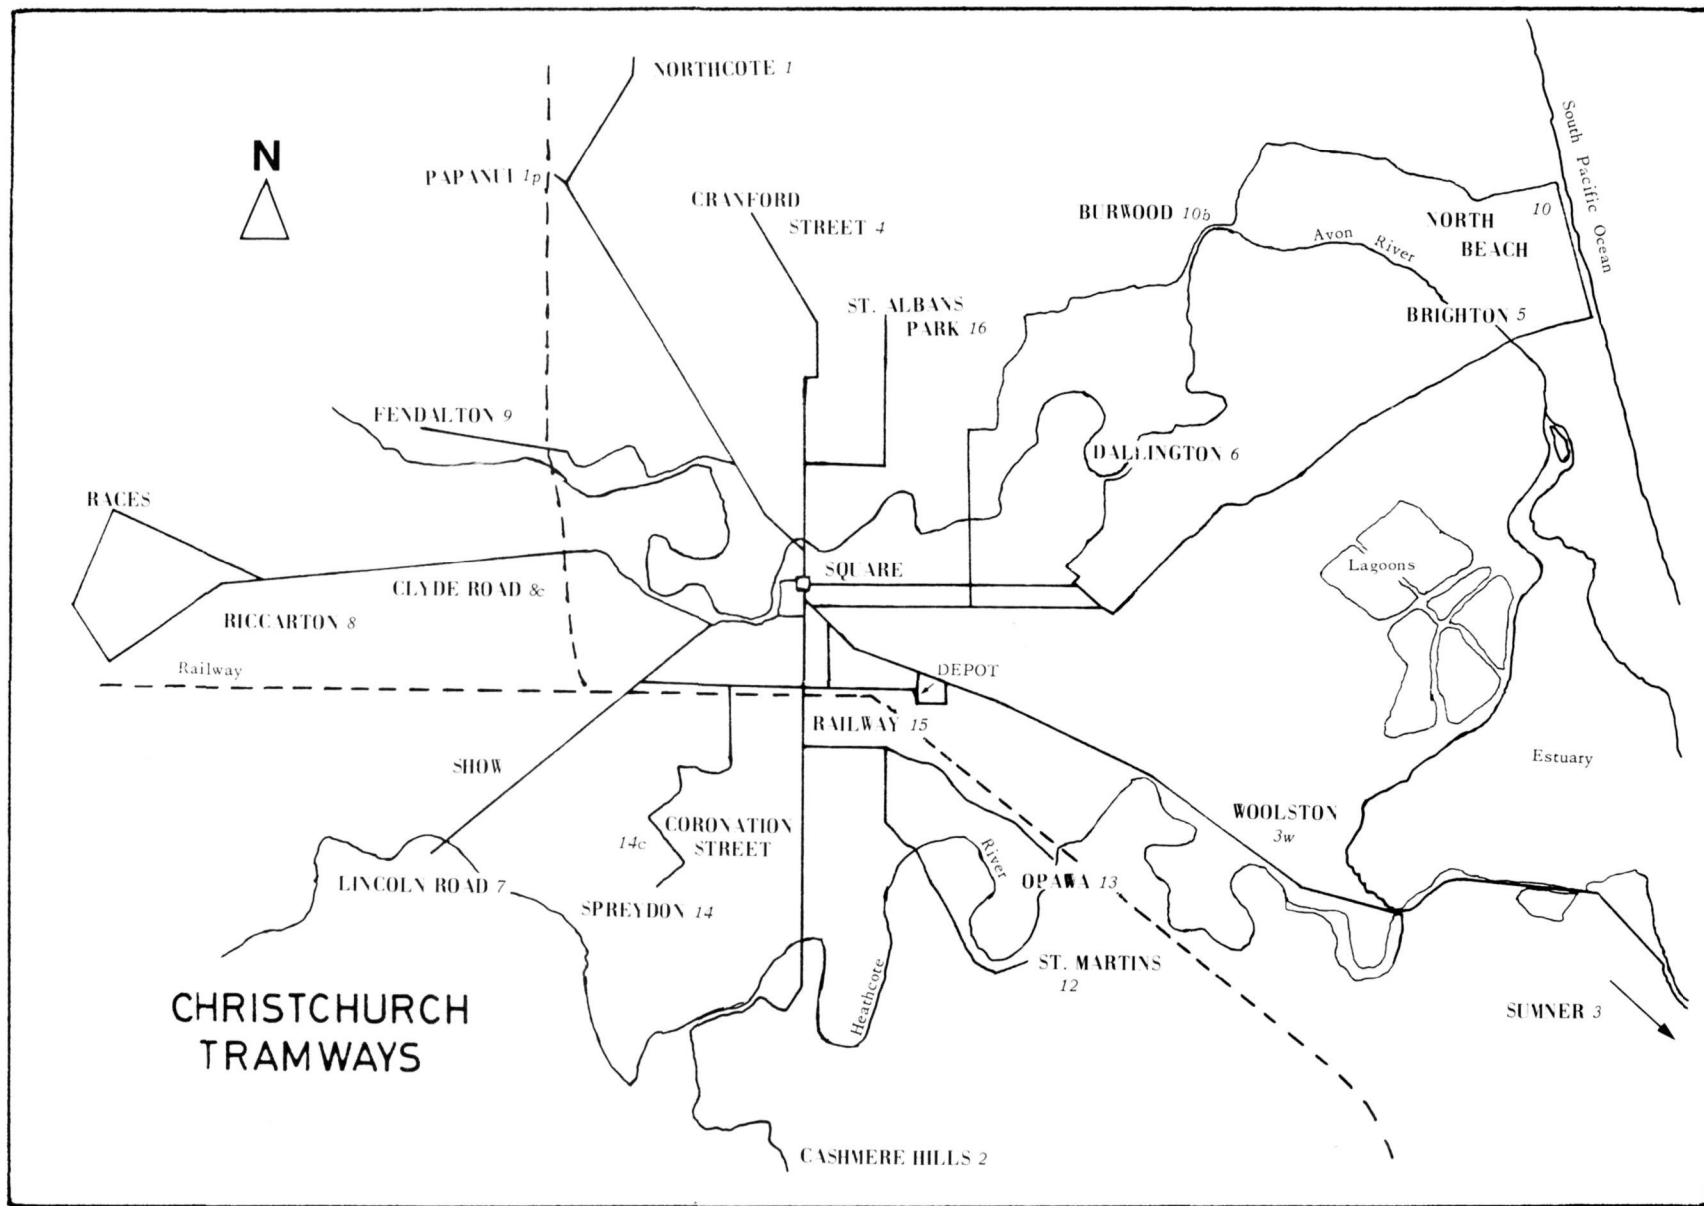 NORTHCOTE 1
N
PAPANUI 1p
CRANFORD
STREET 4
ST. ALBANS
PARK 16
BURWOOD 10b
Avon River
NORTH
BEACH
10
South Pacific Ocean
BRIGHTON 5
FENDALTON 9
DALLINGTON 6
RACES
CLYDE ROAD &c
SQUARE
Lagoons
RICCARTON 8
Railway
DEPOT
RAILWAY 15
SHOW
Estuary
CORONATION
STREET
14c
WOOLSTON
3w
LINCOLN ROAD 7
SPREYDON 14
River
OPAWA 13
Heathcote
ST. MARTINS
12
SUMNER 3
CHRISTCHURCH
TRAMWAYS
CASHMERE HILLS 2